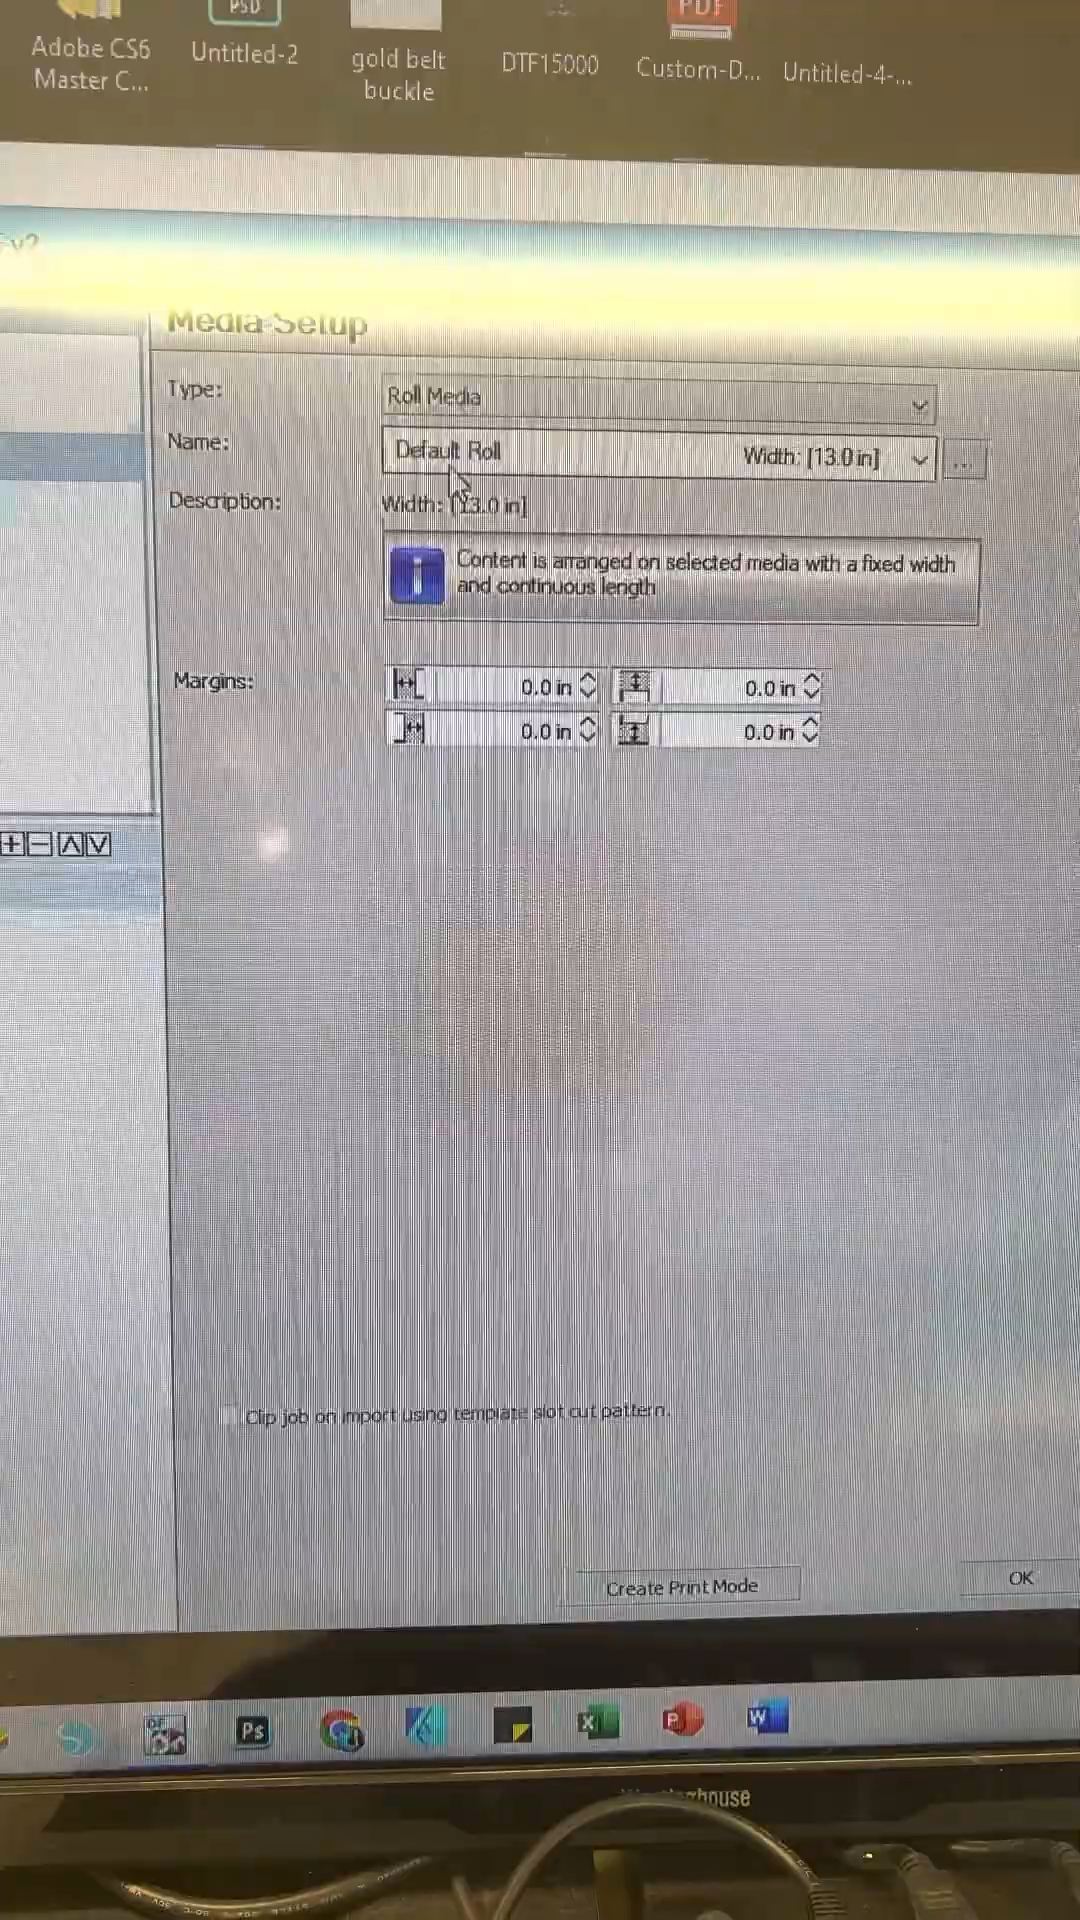 PSD
PDF
Adobe CS6
Master C...
Untitled-2
gold belt
buckle
DTF15000
Custom-D...
Untitled-4-...
v2
Media Setup
Type:
Roll Media
Name:
Default Roll
Width: [13.0 in]
...
Description:
Width: [13.0 in]
i
Content is arranged on selected media with a fixed width
and continuous length
Margins:
0.0 in
0.0 in
0.0 in
0.0 in
Clip job on import using template slot cut pattern.
Create Print Mode
OK
Ps
X
P
W